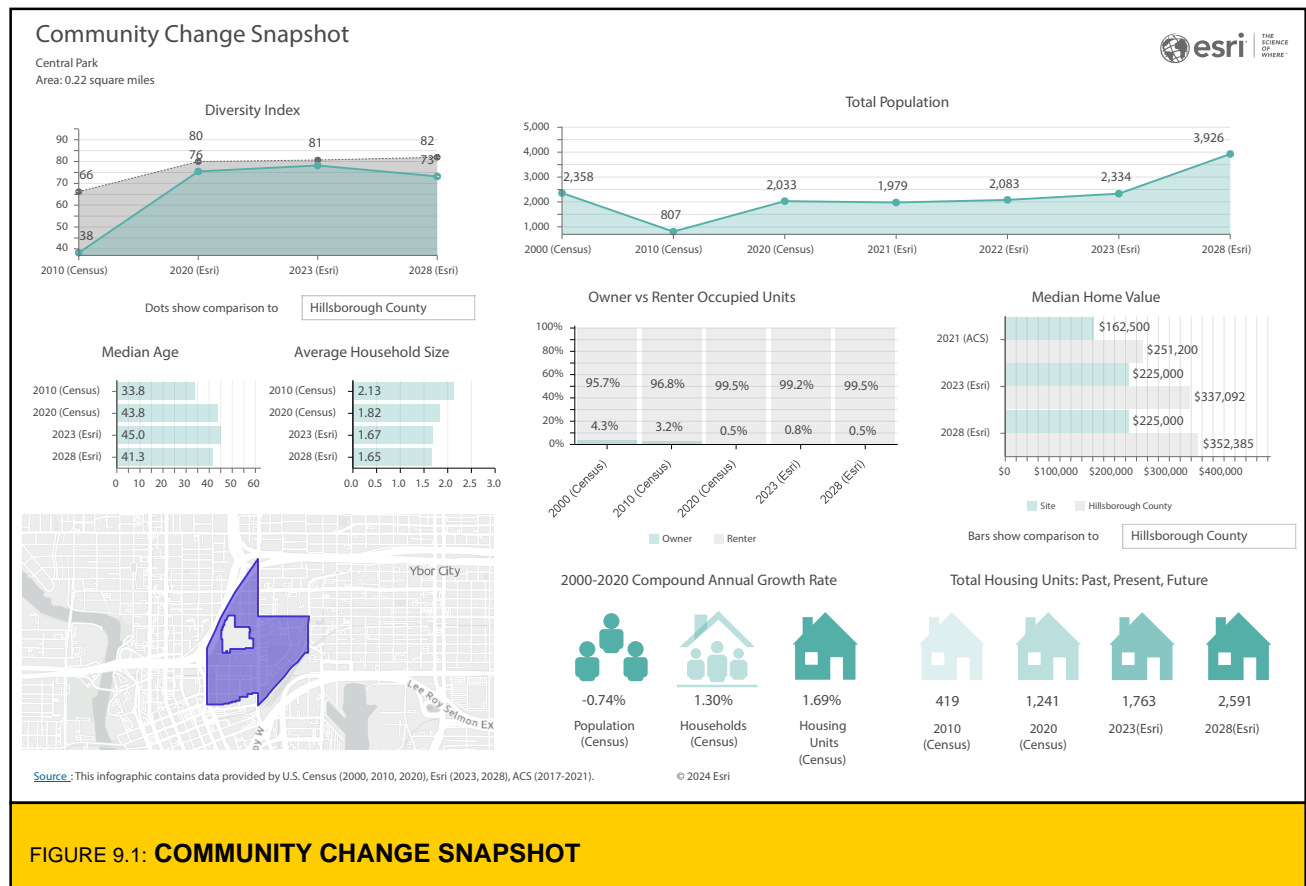 Community Change Snapshot
Central Park
Area: 0.22 square miles
esri
THE
SCIENCE
OF
WHERE™
Diversity Index
90
80
70
60
50
40
66
80
81
82
38
76
73
2010 (Census)
2020 (Esri)
2023 (Esri)
2028 (Esri)
Dots show comparison to
Hillsborough County
Total Population
5,000
4,000
3,000
2,000
1,000
2,358
807
2,033
1,979
2,083
2,334
3,926
2000 (Census)
2010 (Census)
2020 (Census)
2021 (Esri)
2022 (Esri)
2023 (Esri)
2028 (Esri)
Median Age
2010 (Census) 33.8
2020 (Census) 43.8
2023 (Esri) 45.0
2028 (Esri) 41.3
0 10 20 30 40 50 60
Average Household Size
2010 (Census) 2.13
2020 (Census) 1.82
2023 (Esri) 1.67
2028 (Esri) 1.65
0.0 0.5 1.0 1.5 2.0 2.5 3.0
Owner vs Renter Occupied Units
100%
80%
60%
40%
20%
0%
95.7% 96.8% 99.5% 99.2% 99.5%
4.3% 3.2% 0.5% 0.8% 0.5%
2000 (Census)
2010 (Census)
2020 (Census)
2023 (Esri)
2028 (Esri)
Owner Renter
Median Home Value
2021 (ACS)
$162,500
$251,200
2023 (Esri)
$225,000
$337,092
2028 (Esri)
$225,000
$352,385
$0 $100,000 $200,000 $300,000 $400,000
Site Hillsborough County
Bars show comparison to
Hillsborough County
Ybor City
Lee Roy Selmon Ex
oy W
2000-2020 Compound Annual Growth Rate
-0.74%
Population
(Census)
1.30%
Households
(Census)
1.69%
Housing
Units
(Census)
Total Housing Units: Past, Present, Future
419
2010
(Census)
1,241
2020
(Census)
1,763
2023(Esri)
2,591
2028(Esri)
Source : This infographic contains data provided by U.S. Census (2000, 2010, 2020), Esri (2023, 2028), ACS (2017-2021).
© 2024 Esri
FIGURE 9.1: COMMUNITY CHANGE SNAPSHOT